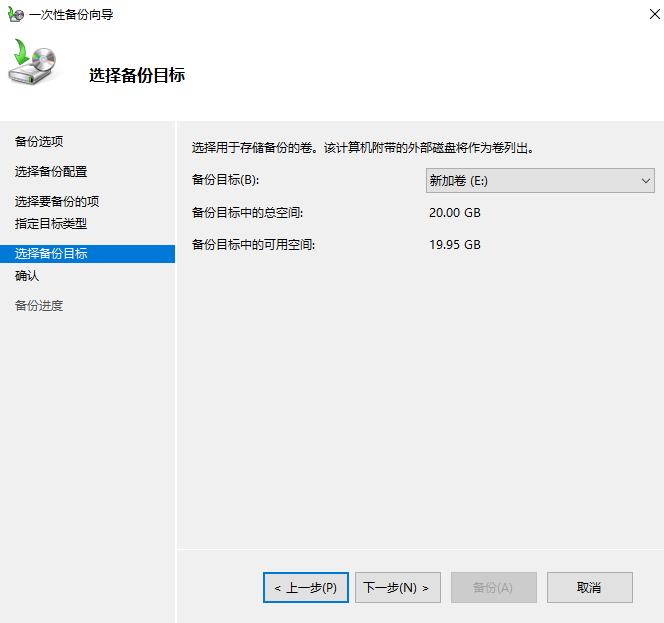 一次性备份向导
选择备份目标
备份选项
选择备份配置
选择要备份的项
指定目标类型
选择备份目标
确认
备份进度
选择用于存储备份的卷。该计算机附带的外部磁盘将作为卷列出。
备份目标(B): 新加卷 (E:)
备份目标中的总空间: 20.00 GB
备份目标中的可用空间: 19.95 GB
< 上一步(P) 下一步(N) > 备份(A) 取消